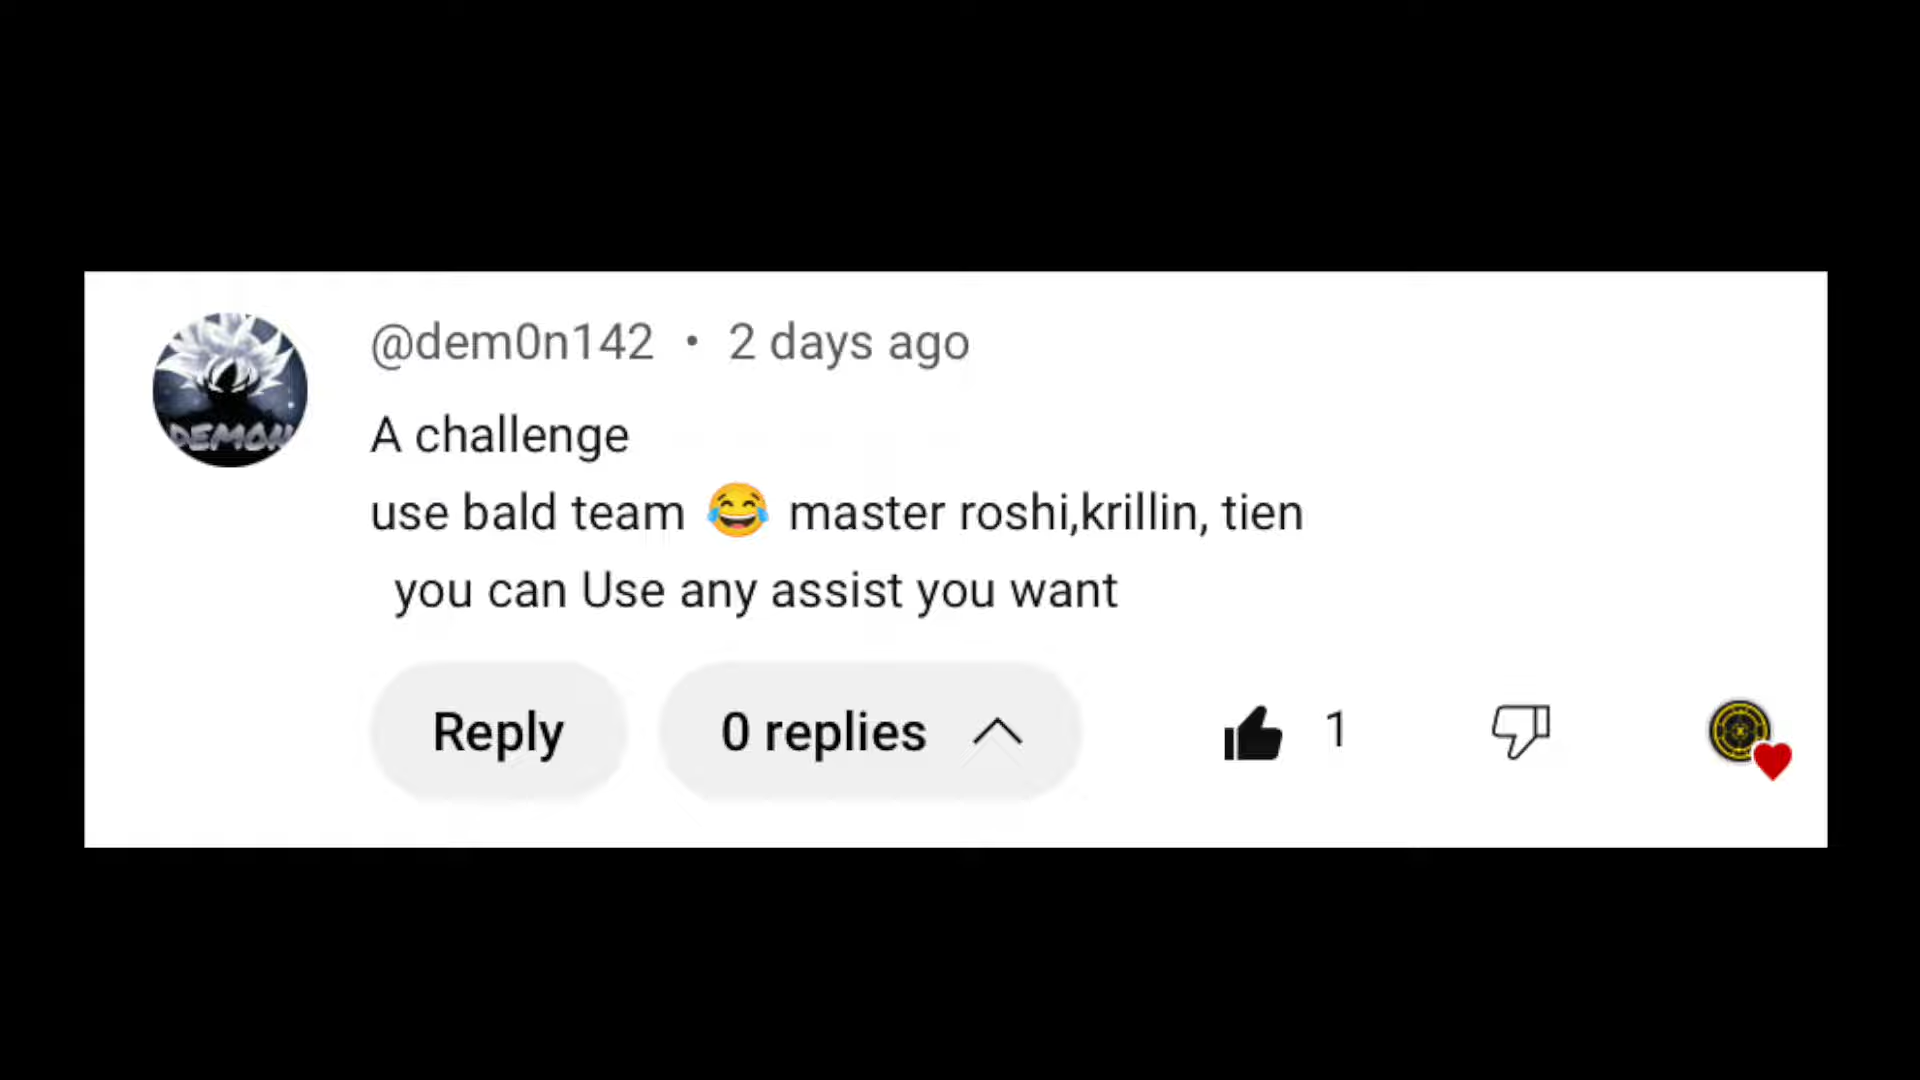 @dem0n142 • 2 days ago
DEMON
A challenge
use bald team 😂 master roshi,krillin, tien
you can Use any assist you want
Reply
0 replies
1